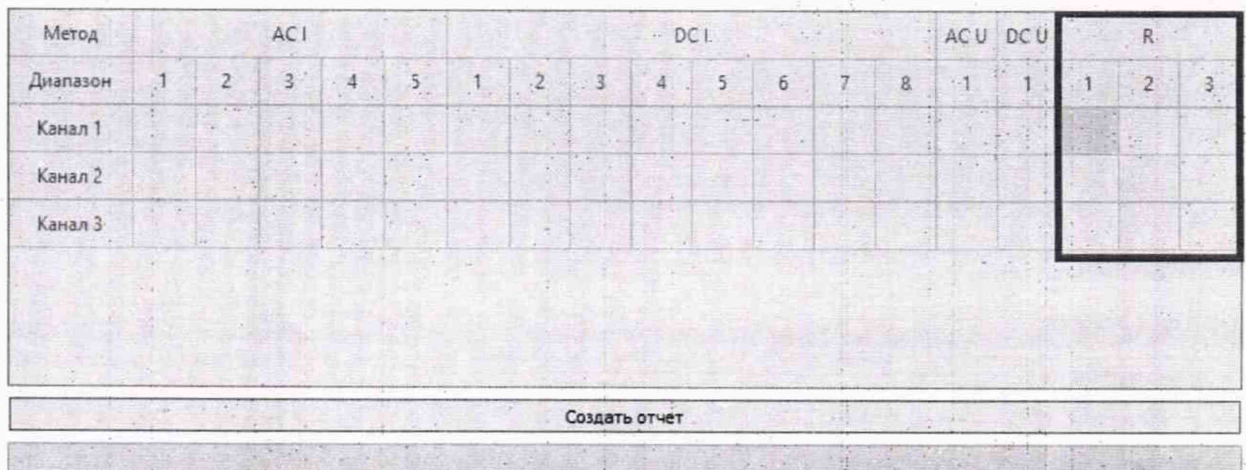 Метод AC I DC I AC U DC U R
Диапазон 1 2 3 4 5 1 2 3 4 5 6 7 8 1 1 1 2 3
Канал 1
Канал 2
Канал 3
Создать отчет